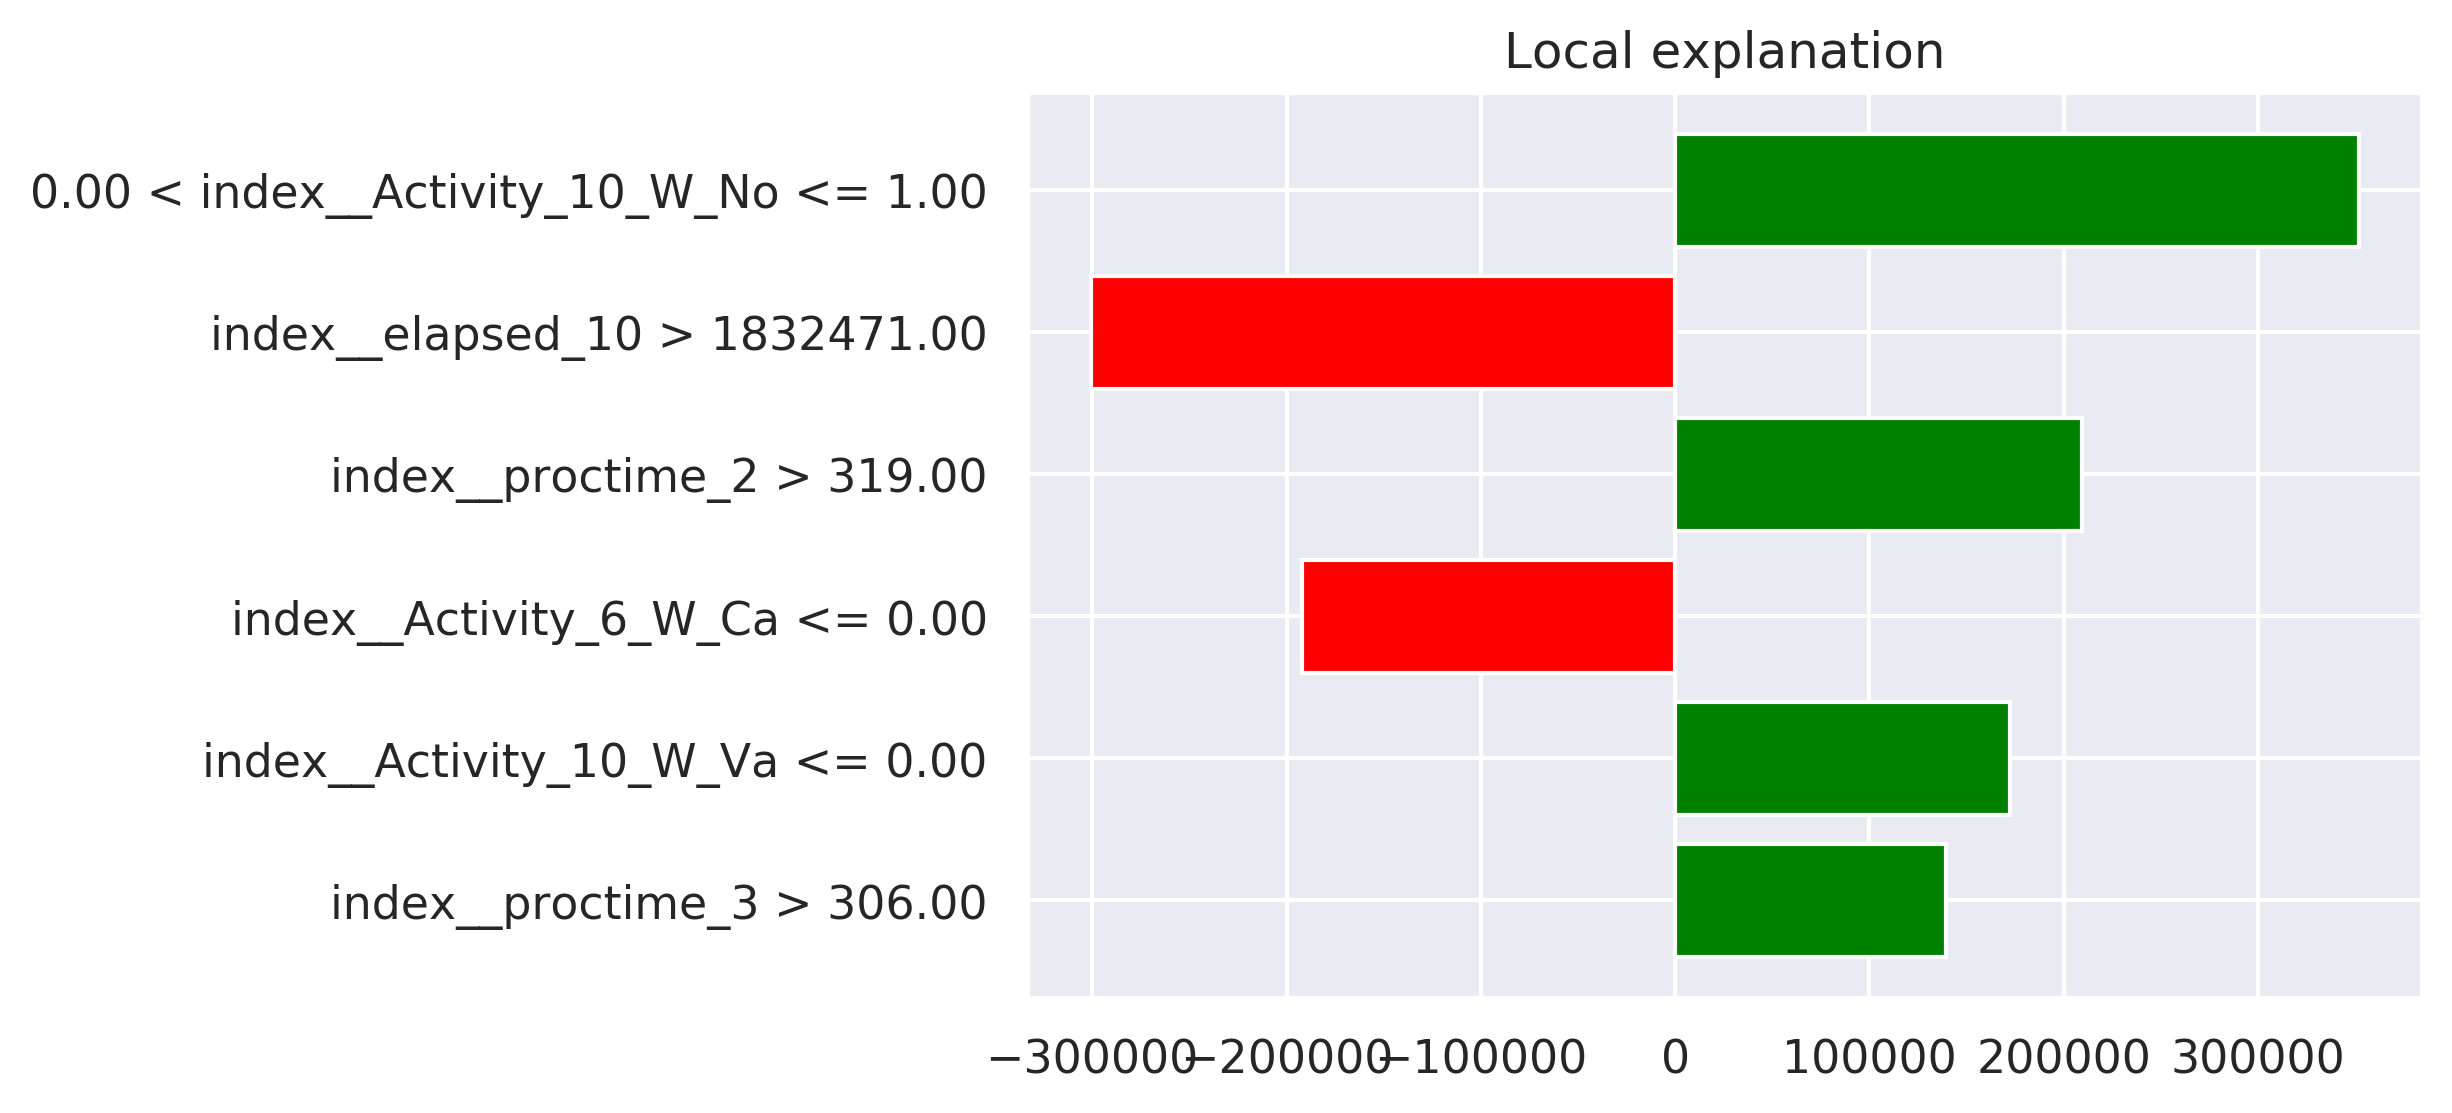 Local explanation
0.00 < index__Activity_10_W_No <= 1.00
index__elapsed_10 > 1832471.00
index__proctime_2 > 319.00
index__Activity_6_W_Ca <= 0.00
index__Activity_10_W_Va <= 0.00
index__proctime_3 > 306.00
−300000 −200000 −100000 0 100000 200000 300000